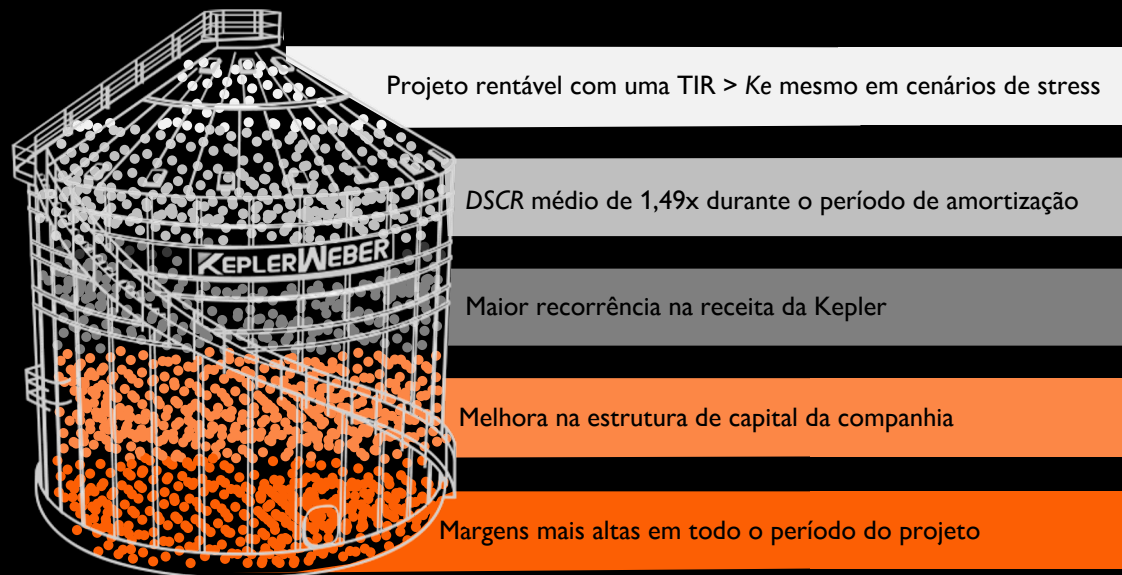 Projeto rentável com uma TIR > Ke mesmo em cenários de stress
DSCR médio de 1,49x durante o período de amortização
KEPLERWEBER
Maior recorrência na receita da Kepler
Melhora na estrutura de capital da companhia
Margens mais altas em todo o período do projeto